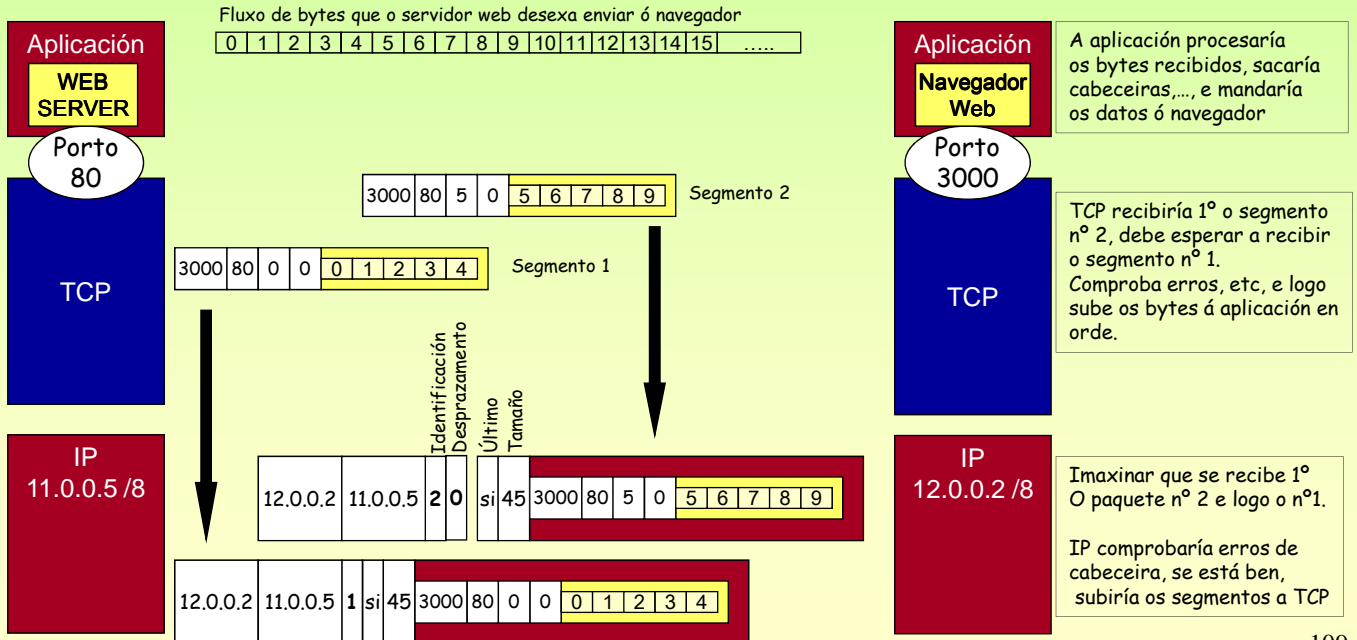 Fluxo de bytes que o servidor web desexa enviar ó navegador
0 1 2 3 4 5 6 7 8 9 10 11 12 13 14 15 .....
Aplicación
WEB
SERVER
Porto
80
TCP
IP
11.0.0.5 /8
3000 80 5 0 5 6 7 8 9
Segmento 2
3000 80 0 0 0 1 2 3 4
Segmento 1
Identificación
Desprazamento
Último
Tamaño
12.0.0.2 11.0.0.5 2 0 si 45 3000 80 5 0 5 6 7 8 9
12.0.0.2 11.0.0.5 1 si 45 3000 80 0 0 0 1 2 3 4
Aplicación
Navegador
Web
Porto
3000
TCP
IP
12.0.0.2 /8
A aplicación procesaría
os bytes recibidos, sacaría
cabeceiras,..., e mandaría
os datos ó navegador
TCP recibiría 1º o segmento
nº 2, debe esperar a recibir
o segmento nº 1.
Comproba erros, etc, e logo
sube os bytes á aplicación en
orde.
Imaxinar que se recibe 1º
O paquete nº 2 e logo o nº1.
IP comprobaría erros de
cabeceira, se está ben,
subiría os segmentos a TCP